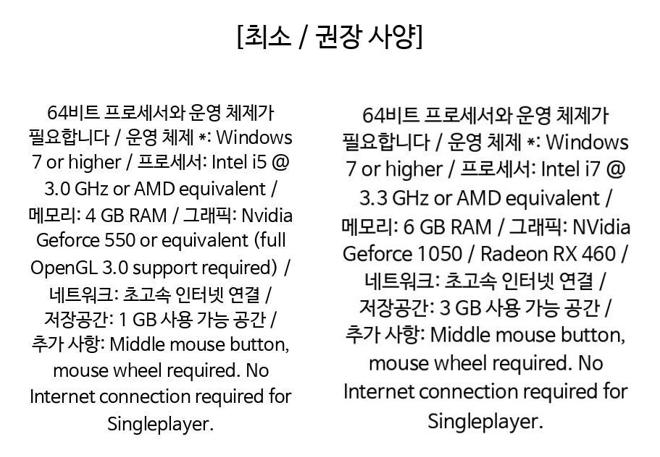 [최소 / 권장 사양]
64비트 프로세서와 운영 체제가
필요합니다 / 운영 체제 *: Windows
7 or higher / 프로세서: Intel i5 @
3.0 GHz or AMD equivalent /
메모리: 4 GB RAM / 그래픽: Nvidia
Geforce 550 or equivalent (full
OpenGL 3.0 support required) /
네트워크: 초고속 인터넷 연결 /
저장공간: 1 GB 사용 가능 공간 /
추가 사항: Middle mouse button,
mouse wheel required. No
Internet connection required for
Singleplayer.
64비트 프로세서와 운영 체제가
필요합니다 / 운영 체제 *: Windows
7 or higher / 프로세서: Intel i7 @
3.3 GHz or AMD equivalent /
메모리: 6 GB RAM / 그래픽: NVidia
Geforce 1050 / Radeon RX 460 /
네트워크: 초고속 인터넷 연결 /
저장공간: 3 GB 사용 가능 공간 /
추가 사항: Middle mouse button,
mouse wheel required. No
Internet connection required for
Singleplayer.